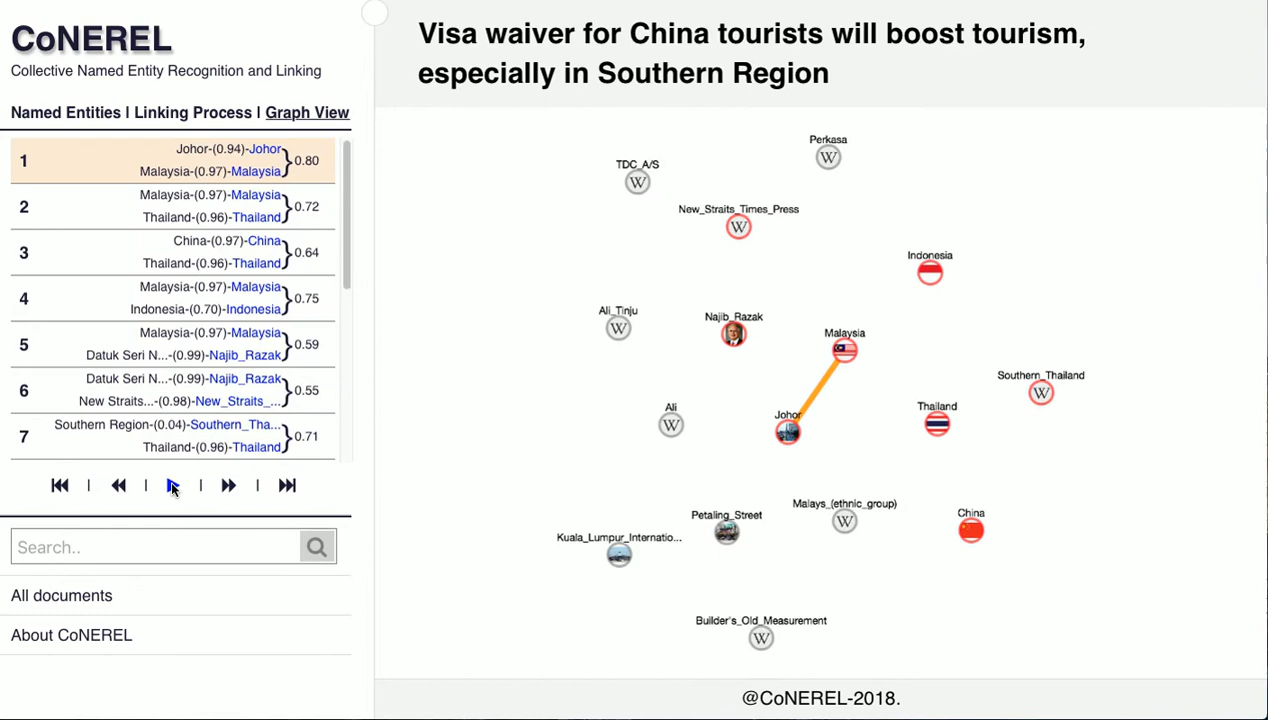 CoNEREL
Collective Named Entity Recognition and Linking
Named Entities | Linking Process | Graph View
1
Johor-(0.94)-Johor
Malaysia-(0.97)-Malaysia
0.80
2
Malaysia-(0.97)-Malaysia
Thailand-(0.96)-Thailand
0.72
3
China-(0.97)-China
Thailand-(0.96)-Thailand
0.64
4
Malaysia-(0.97)-Malaysia
Indonesia-(0.70)-Indonesia
0.75
5
Malaysia-(0.97)-Malaysia
Datuk Seri N...-(0.99)-Najib_Razak
0.59
6
Datuk Seri N...-(0.99)-Najib_Razak
New Straits...-(0.98)-New_Straits_...
0.55
7
Southern Region-(0.04)-Southern_Tha...
Thailand-(0.96)-Thailand
0.71
Search..
All documents
About CoNEREL
Visa waiver for China tourists will boost tourism,
especially in Southern Region
Perkasa
W
TDC_A/S
W
New_Straits_Times_Press
W
Indonesia
Ali_Tinju
W
Najib_Razak
Malaysia
Southern_Thailand
W
Ali
W
Johor
Thailand
Malays_(ethnic_group)
W
Petaling_Street
China
Kuala_Lumpur_Internatio...
Builder's_Old_Measurement
W
@CoNEREL-2018.